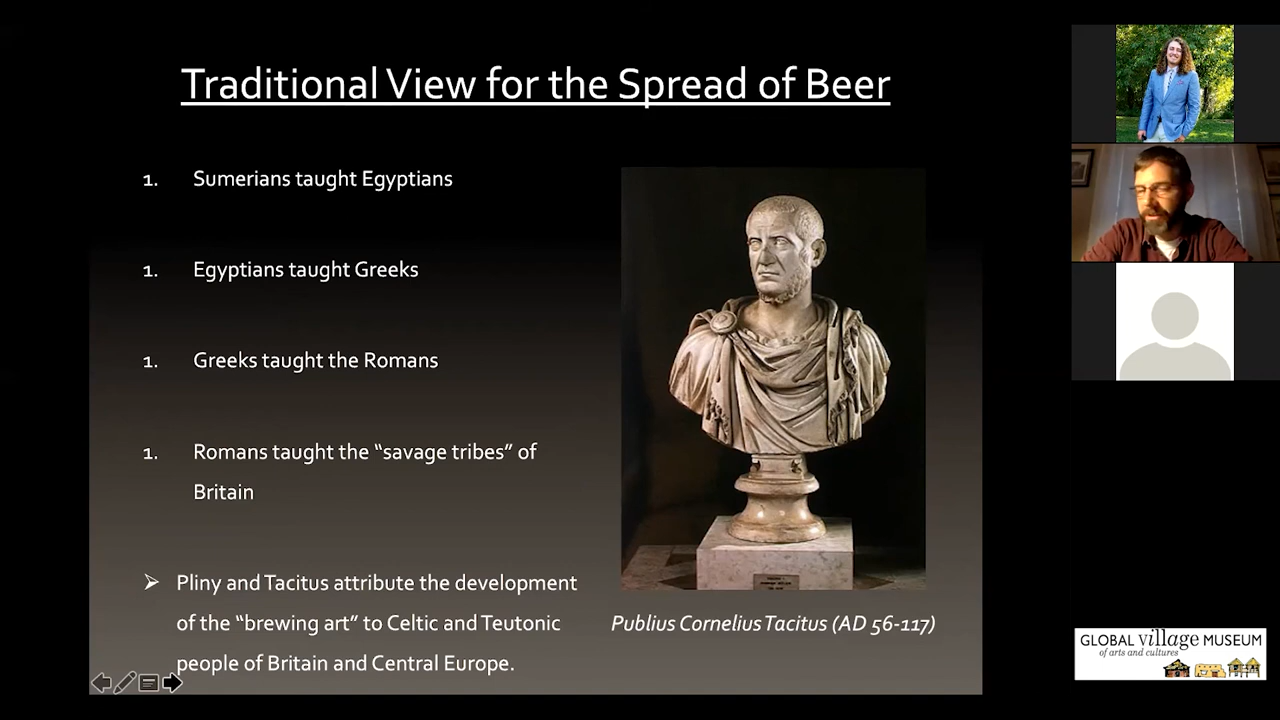 Traditional View for the Spread of Beer
1. Sumerians taught Egyptians
1. Egyptians taught Greeks
1. Greeks taught the Romans
1. Romans taught the “savage tribes” of
Britain
➢ Pliny and Tacitus attribute the development
of the “brewing art” to Celtic and Teutonic
people of Britain and Central Europe.
Publius Cornelius Tacitus (AD 56-117)
GLOBAL village MUSEUM
of arts and cultures